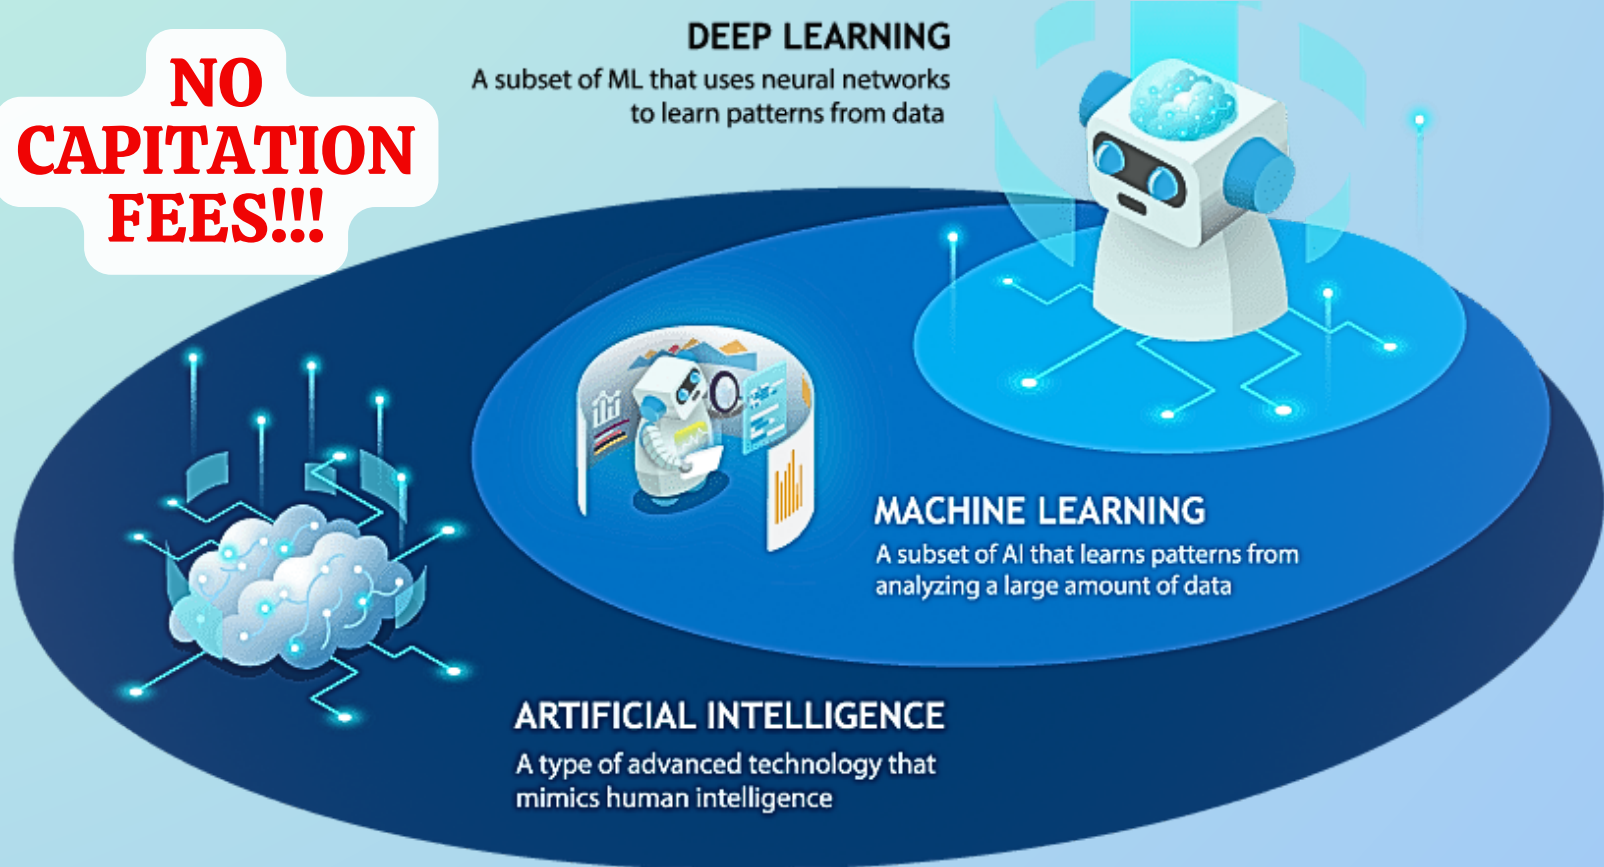 NO
CAPITATION
FEES!!!
DEEP LEARNING
A subset of ML that uses neural networks
to learn patterns from data
MACHINE LEARNING
A subset of AI that learns patterns from
analyzing a large amount of data
ARTIFICIAL INTELLIGENCE
A type of advanced technology that
mimics human intelligence